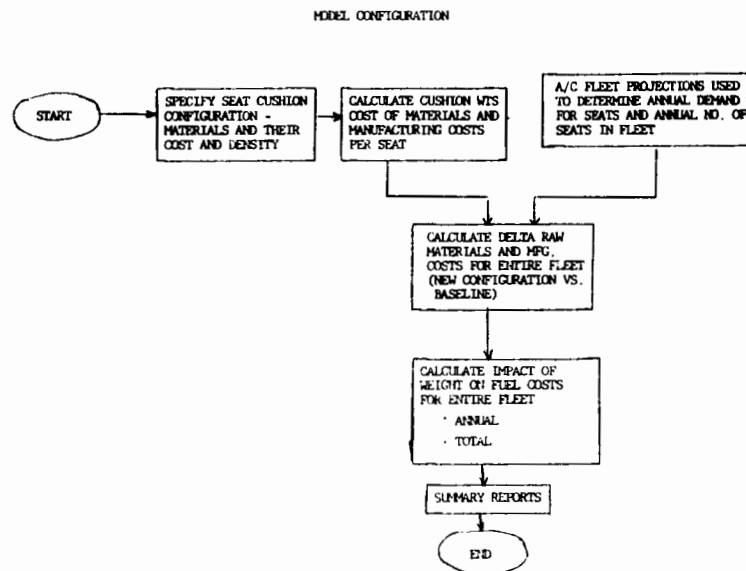 MODEL CONFIGURATION
START
SPECIFY SEAT CUSHION
CONFIGURATION -
MATERIALS AND THEIR
COST AND DENSITY
CALCULATE CUSHION WTS
COST OF MATERIALS AND
MANUFACTURING COSTS
PER SEAT
A/C FLEET PROJECTIONS USED
TO DETERMINE ANNUAL DEMAND
FOR SEATS AND ANNUAL NO. OF
SEATS IN FLEET
CALCULATE DELTA RAW
MATERIALS AND MFG.
COSTS FOR ENTIRE FLEET
(NEW CONFIGURATION VS.
BASELINE)
CALCULATE IMPACT OF
WEIGHT ON FUEL COSTS
FOR ENTIRE FLEET
· ANNUAL
· TOTAL
SUMMARY REPORTS
END